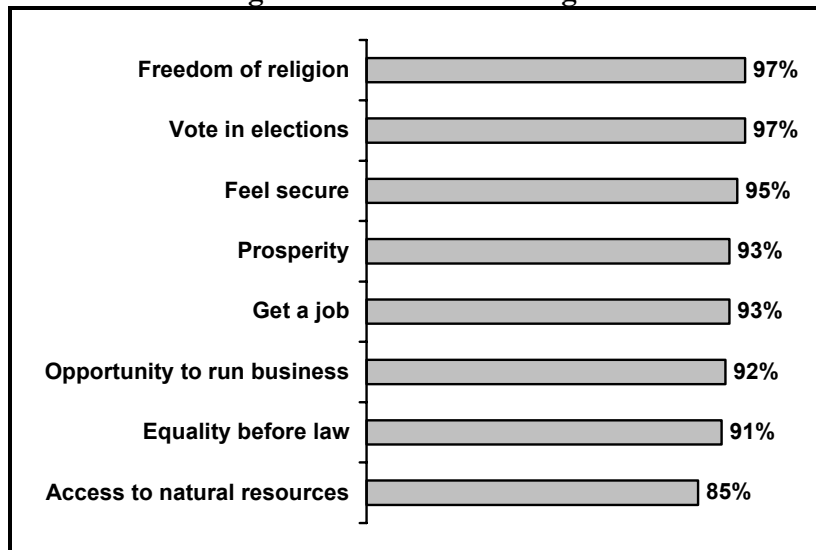 Freedom of religion 97%
Vote in elections 97%
Feel secure 95%
Prosperity 93%
Get a job 93%
Opportunity to run business 92%
Equality before law 91%
Access to natural resources 85%